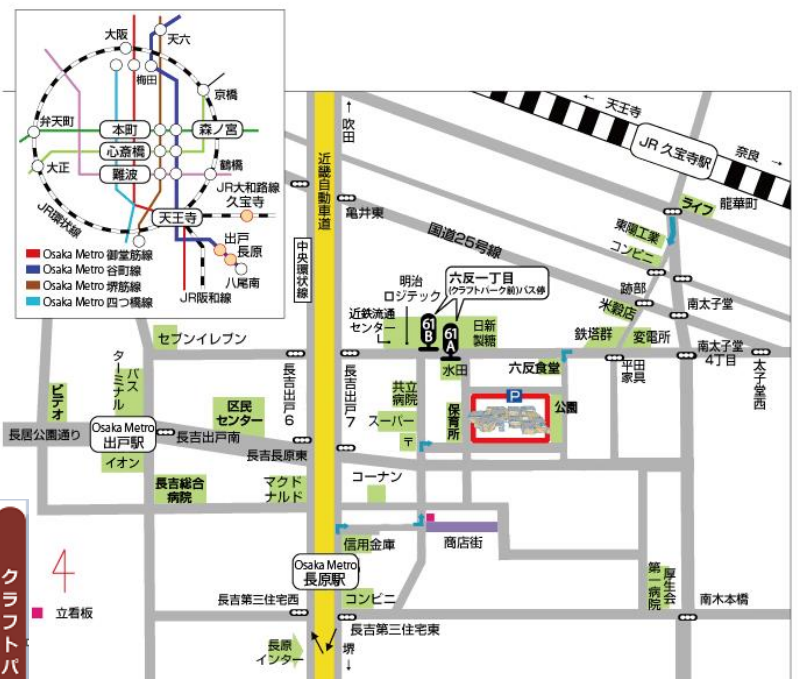 大阪
天六
梅田
京橋
弁天町
本町
森ノ宮
心斎橋
大正
難波
鶴橋
JR大和路線
久宝寺
天王寺
JR環状線
出戸
長原
八尾南
JR阪和線
Osaka Metro 御堂筋線
Osaka Metro 谷町線
Osaka Metro 堺筋線
Osaka Metro 四つ橋線
↑
吹田
近畿自動車道
中央環状線
← 天王寺
JR 久宝寺駅
奈良 →
亀井東
国道25号線
ライフ
龍華町
東陽工業
コンビニ
跡部
米穀店
南太子堂
鉄塔群
変電所
南太子堂
4丁目
太子堂西
平田
家具
六反一丁目
(クラフトパーク前)バス停
明治
ロジテック
近鉄流通
センター
61B
61A
日新
製糖
水田
六反食堂
セブンイレブン
バス
ターミナル
長吉出戸6
長吉出戸7
共立
病院
スーパー
〒
保育所
P
公園
ビデオ
区民
センター
長居公園通り
Osaka Metro
出戸駅
長吉出戸南
イオン
長吉長原東
長吉総合
病院
マクド
ナルド
コーナン
信用金庫
商店街
Osaka Metro
長原駅
長吉第三住宅西
コンビニ
長吉第三住宅東
長原
インター
堺
↓
厚生会
第一病院
南木本橋
クラフトパ
4
立看板